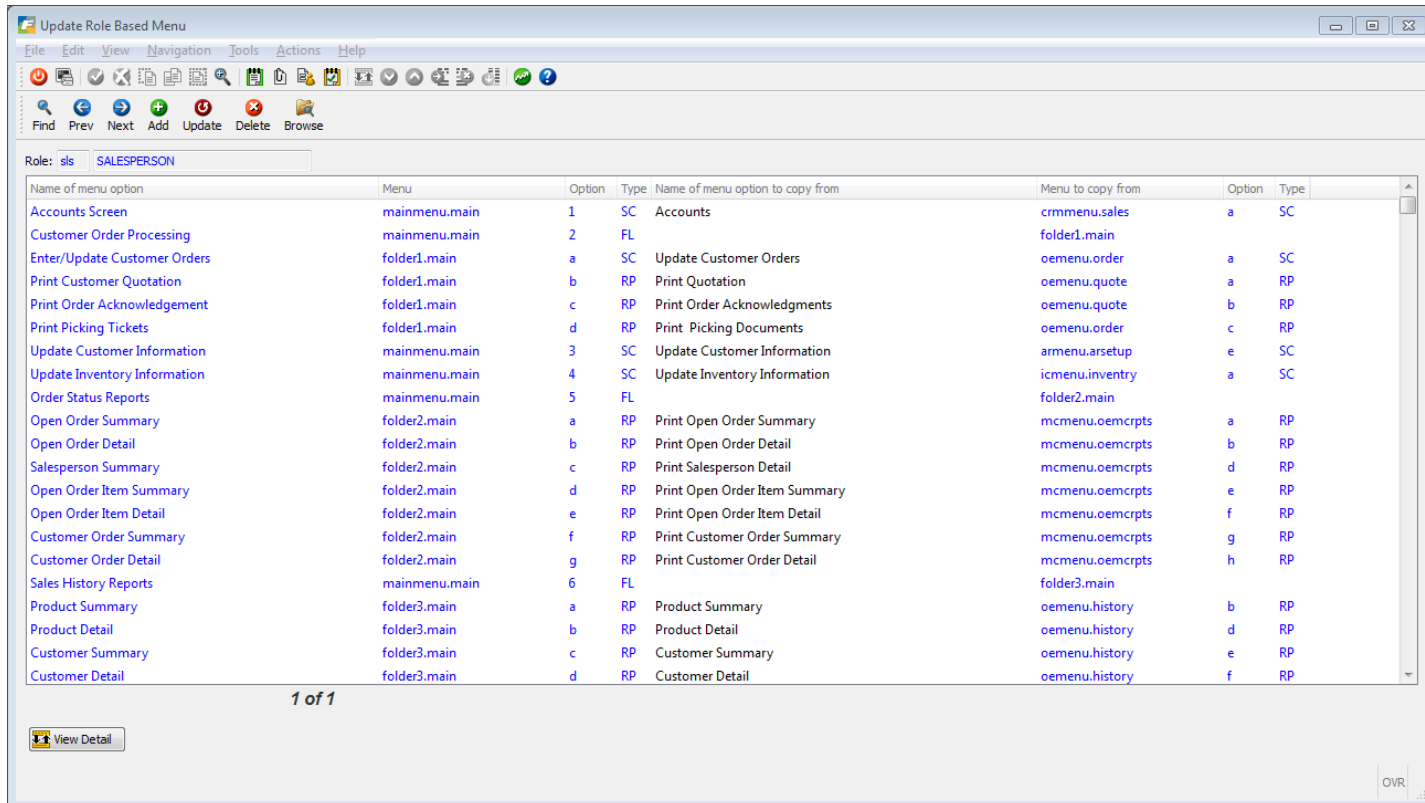 Update Role Based Menu
File Edit View Navigation Tools Actions Help
Find Prev Next Add Update Delete Browse
Role: sls SALESPERSON
Name of menu option Menu Option Type Name of menu option to copy from Menu to copy from Option Type
Accounts Screen mainmenu.main 1 SC Accounts crmmenu.sales a SC
Customer Order Processing mainmenu.main 2 FL folder1.main
Enter/Update Customer Orders folder1.main a SC Update Customer Orders oemenu.order a SC
Print Customer Quotation folder1.main b RP Print Quotation oemenu.quote a RP
Print Order Acknowledgement folder1.main c RP Print Order Acknowledgments oemenu.quote b RP
Print Picking Tickets folder1.main d RP Print Picking Documents oemenu.order c RP
Update Customer Information mainmenu.main 3 SC Update Customer Information armenu.arsetup e SC
Update Inventory Information mainmenu.main 4 SC Update Inventory Information icmenu.inventry a SC
Order Status Reports mainmenu.main 5 FL folder2.main
Open Order Summary folder2.main a RP Print Open Order Summary mcmenu.oemcrpts a RP
Open Order Detail folder2.main b RP Print Open Order Detail mcmenu.oemcrpts b RP
Salesperson Summary folder2.main c RP Print Salesperson Detail mcmenu.oemcrpts d RP
Open Order Item Summary folder2.main d RP Print Open Order Item Summary mcmenu.oemcrpts e RP
Open Order Item Detail folder2.main e RP Print Open Order Item Detail mcmenu.oemcrpts f RP
Customer Order Summary folder2.main f RP Print Customer Order Summary mcmenu.oemcrpts g RP
Customer Order Detail folder2.main g RP Print Customer Order Detail mcmenu.oemcrpts h RP
Sales History Reports mainmenu.main 6 FL folder3.main
Product Summary folder3.main a RP Product Summary oemenu.history b RP
Product Detail folder3.main b RP Product Detail oemenu.history d RP
Customer Summary folder3.main c RP Customer Summary oemenu.history e RP
Customer Detail folder3.main d RP Customer Detail oemenu.history f RP
1 of 1
View Detail
OVR